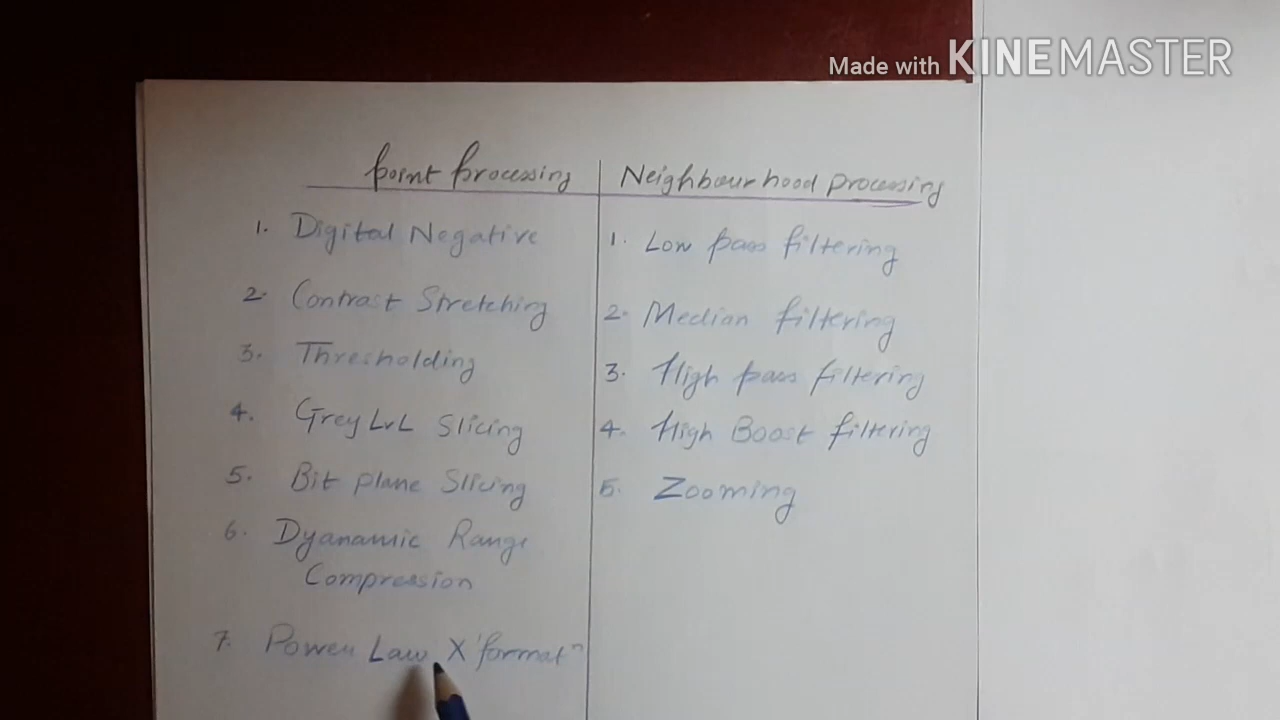 Made with KINEMASTER
Point Processing
Neighbourhood Processing
1. Digital Negative
2. Contrast Stretching
3. Thresholding
4. Grey LvL Slicing
5. Bit plane Slicing
6. Dyanamic Range
Compression
7. Power Law X'formatn
1. Low pass filtering
2. Median filtering
3. High pass filtering
4. High Boost filtering
5. Zooming